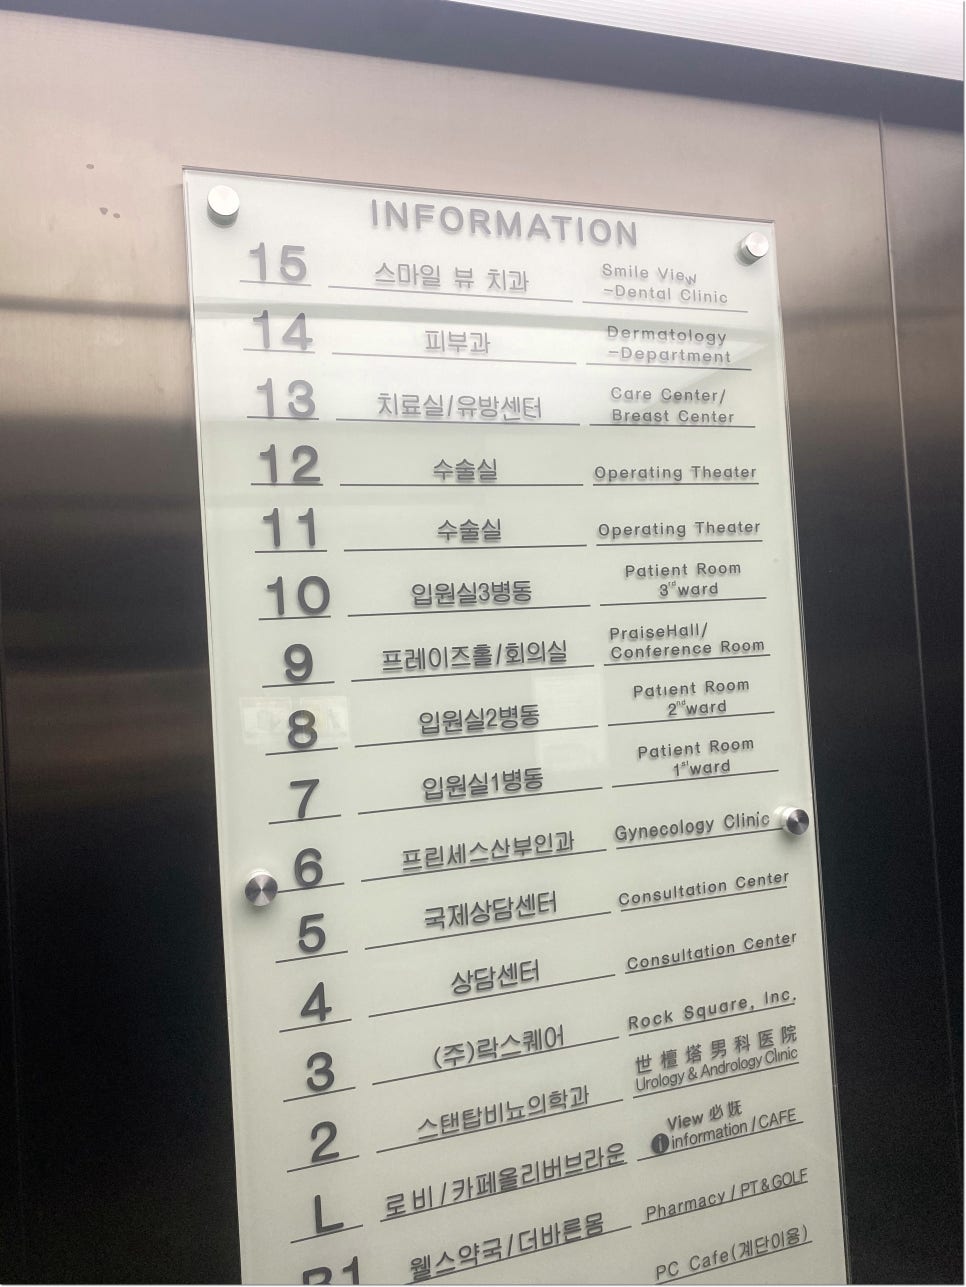 INFORMATION
15 스마일 뷰 치과 Smile View
-Dental Clinic
14 피부과 Dermatology
-Department
13 치료실/유방센터 Care Center/
Breast Center
12 수술실 Operating Theater
11 수술실 Operating Theater
10 입원실3병동 Patient Room
3rd ward
9 프레이즈홀/회의실 PraiseHall/
Conference Room
8 입원실2병동 Patient Room
2nd ward
7 입원실1병동 Patient Room
1st ward
6 프린세스산부인과 Gynecology Clinic
5 국제상담센터 Consultation Center
4 상담센터 Consultation Center
3 (주)락스퀘어 Rock Square, Inc.
2 스탠탑비뇨의학과 世檀塔男科医院
Urology & Andrology Clinic
L 로비/카페올리버브라운 View 必妩
i information / CAFE
B1 웰스약국/더바른몸 Pharmacy / PT & GOLF
PC Cafe(계단이용)